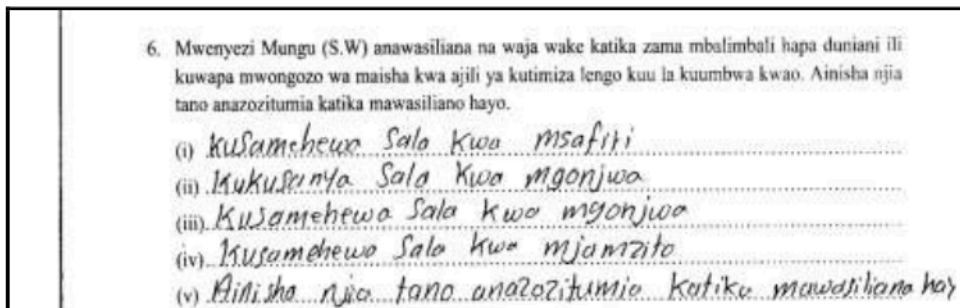 6. Mwenyezi Mungu (S.W) anawasiliana na waja wake katika zama mbalimbali hapa duniani ili
kuwapa mwongozo wa maisha kwa ajili ya kutimiza lengo kuu la kuumbwa kwao. Ainisha njia
tano anazozitumia katika mawasiliano hayo.
(i) Kusamehewa Sala kwa msafiri
(ii) Kukusanya Sala kwa mgonjwa
(iii) Kusamehewa Sala kwa mgonjwa
(iv) Kusamehewa Sala kwa mjamzito
(v) Ainisha njia tano anazozitumia katika mawasiliano hay